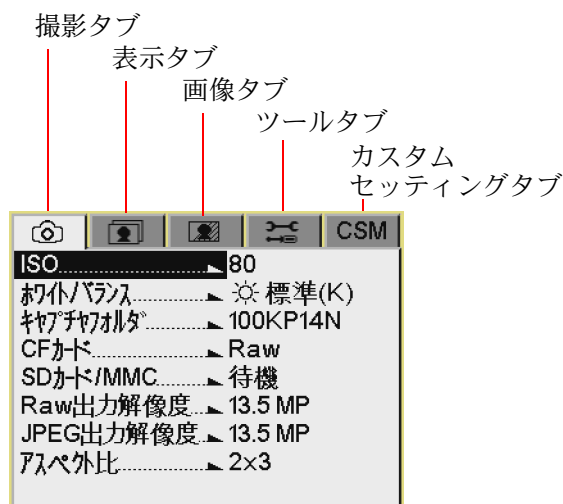 撮影タブ
表示タブ
画像タブ
ツールタブ
カスタム
セッティングタブ
CSM
ISO 80
ﾎﾜｲﾄﾊﾞﾗﾝｽ 標準(K)
ｷｬﾌﾟﾁｬﾌｫﾙﾀﾞ 100KP14N
CFｶｰﾄﾞ Raw
SDｶｰﾄﾞ/MMC 待機
Raw出力解像度 13.5 MP
JPEG出力解像度 13.5 MP
ｱｽﾍﾟｸﾄ比 2×3